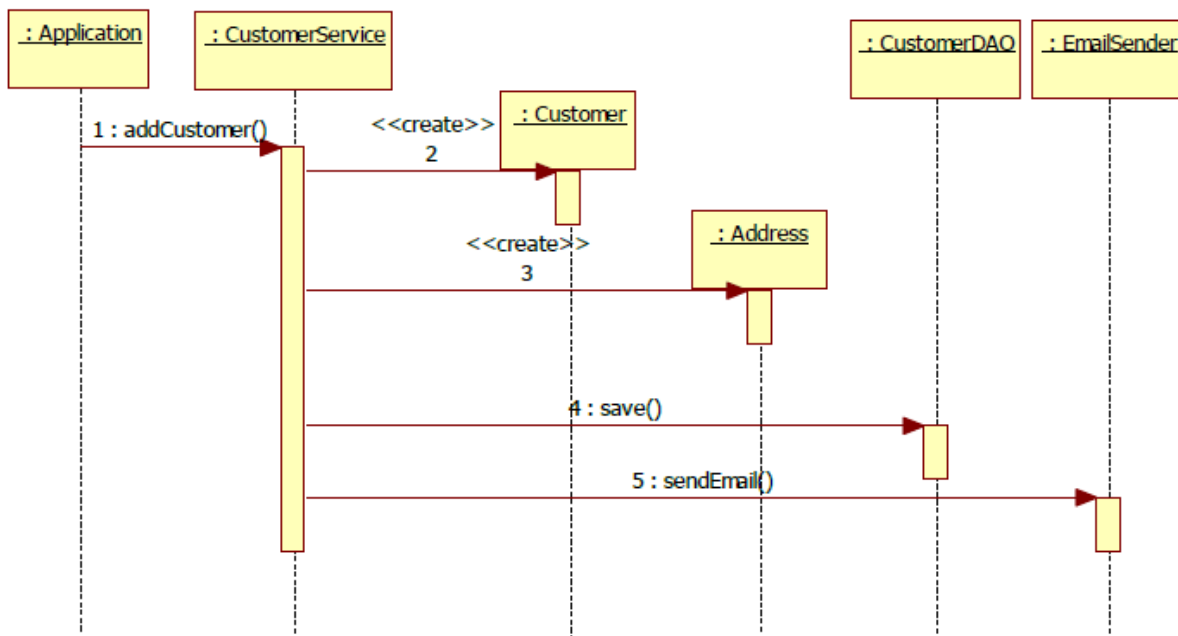 : Application
: CustomerService
: CustomerDAO
: EmailSender
<<create>>
: Customer
1 : addCustomer()
2
<<create>>
: Address
3
4 : save()
5 : sendEmail()